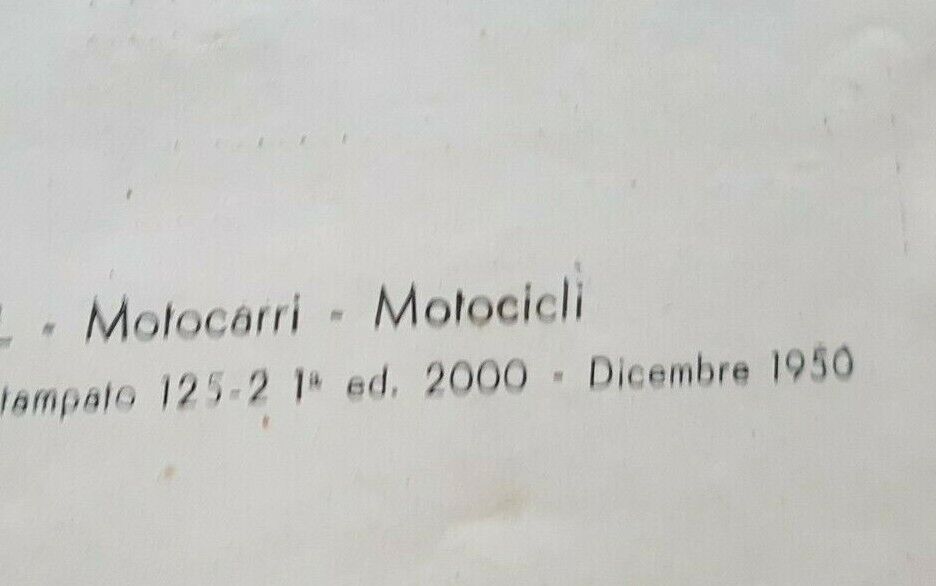 - Motocarri - Motocicli
tampato 125-2 1ª ed. 2000 - Dicembre 1950